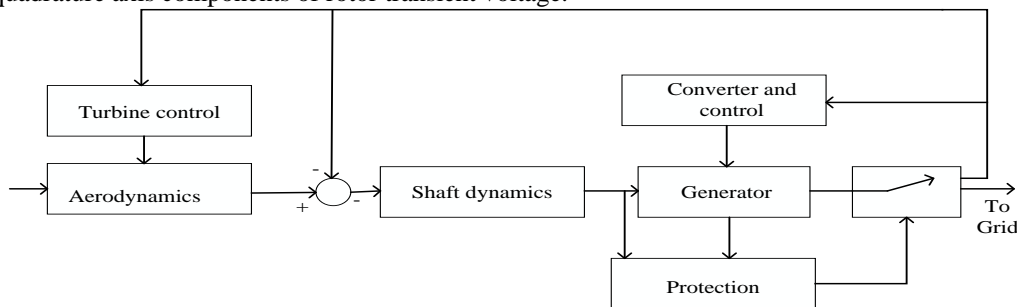 quadrature axis components of rotor transient voltage.
Turbine control
Converter and
control
-
Aerodynamics
+
-
Shaft dynamics
Generator
To
Grid
Protection